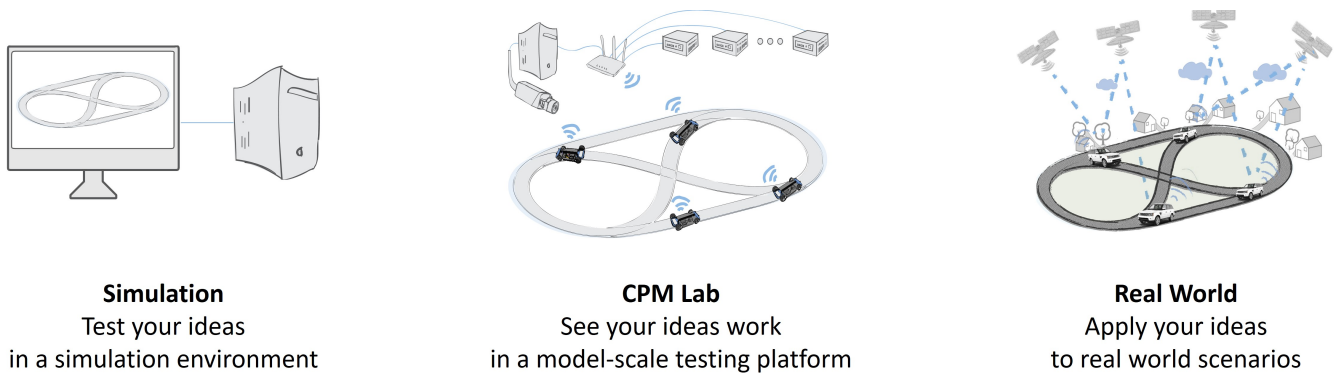 Simulation
Test your ideas
in a simulation environment
CPM Lab
See your ideas work
in a model-scale testing platform
Real World
Apply your ideas
to real world scenarios